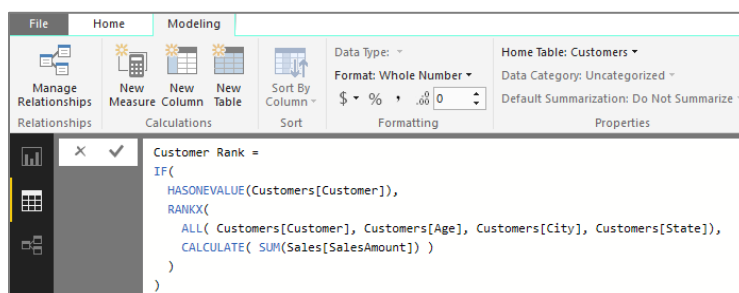 File Home Modeling
Data Type:
Home Table: Customers
Manage Relationships
New Measure
New Column
New Table
Sort By Column
Format: Whole Number
Data Category: Uncategorized
$ % , .00 0
Default Summarization: Do Not Summarize
Relationships Calculations Sort Formatting Properties
Customer Rank =
IF(
HASONEVALUE(Customers[Customer]),
RANKX(
ALL( Customers[Customer], Customers[Age], Customers[City], Customers[State]),
CALCULATE( SUM(Sales[SalesAmount]) )
)
)